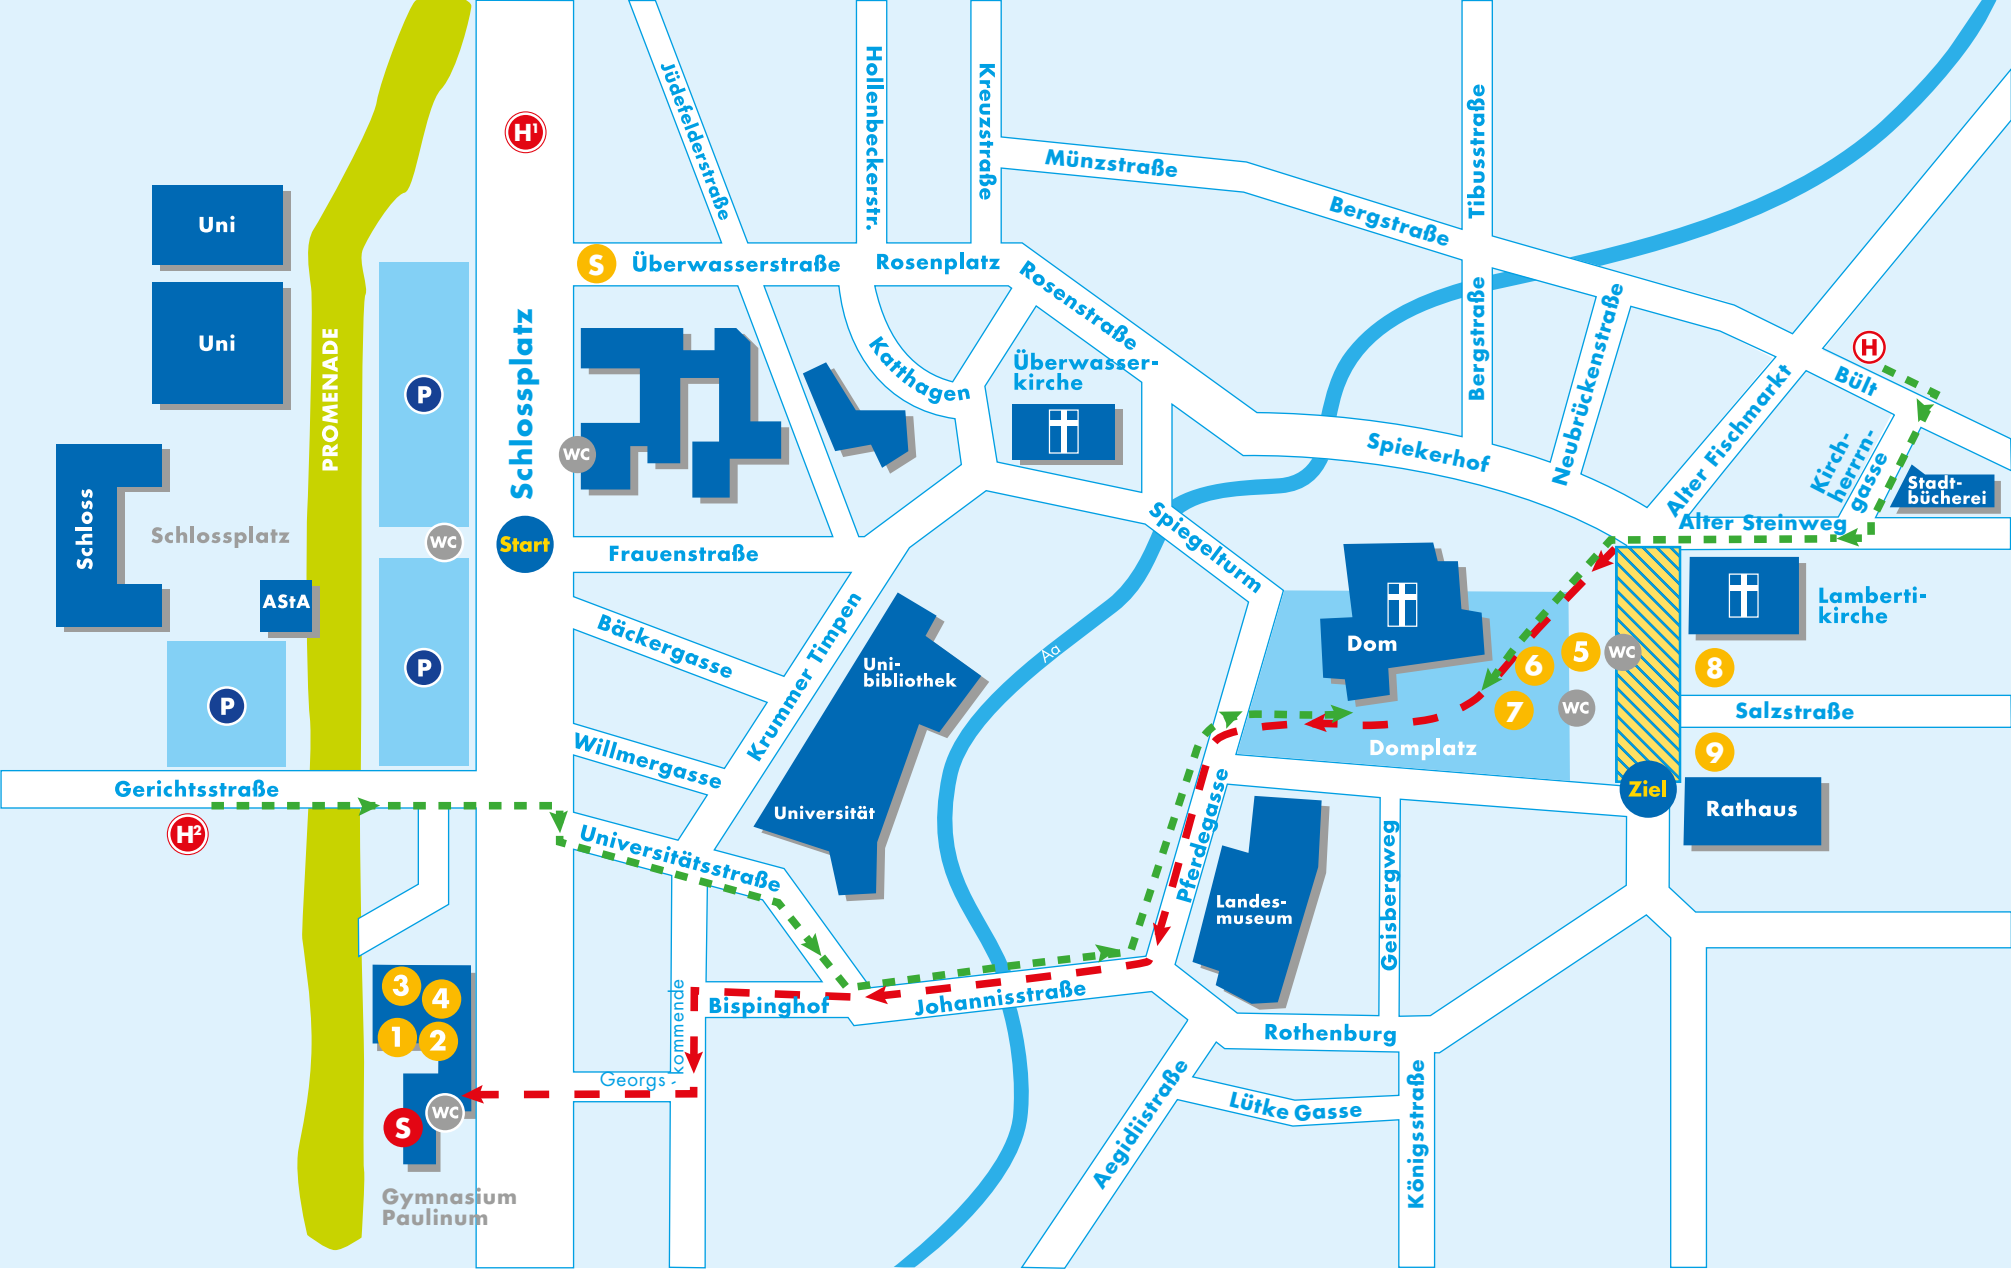 Jüdefelderstraße
Hollenbeckerstr.
Kreuzstraße
Münzstraße
Bergstraße
Tibusstraße
H¹
Uni
Uni
PROMENADE
P
Schlossplatz
S
Überwasserstraße
Rosenplatz
Rosenstraße
Katthagen
Überwasser-
kirche
Bergstraße
Neubrückenstraße
Spiekerhof
Alter Fischmarkt
H
Bült
Kirch-
herrrn-
gasse
Stadt-
bücherei
Alter Steinweg
Schloss
Schlossplatz
WC
WC
Start
Frauenstraße
Spiegelturm
AStA
P
P
Bäckergasse
Krummer Timpen
Uni-
bibliothek
Universität
Aa
Dom
Domplatz
Lamberti-
kirche
5
6
7
WC
WC
8
Salzstraße
9
Ziel
Rathaus
Willmergasse
Gerichtsstraße
H²
Universitätsstraße
Pferdegasse
Landes-
museum
Geisbergweg
3
4
1
2
S
WC
Gymnasium
Paulinum
Georgs-
kommende
Bispinghof
Johannisstraße
Rothenburg
Aegidiistraße
Lütke Gasse
Königsstraße